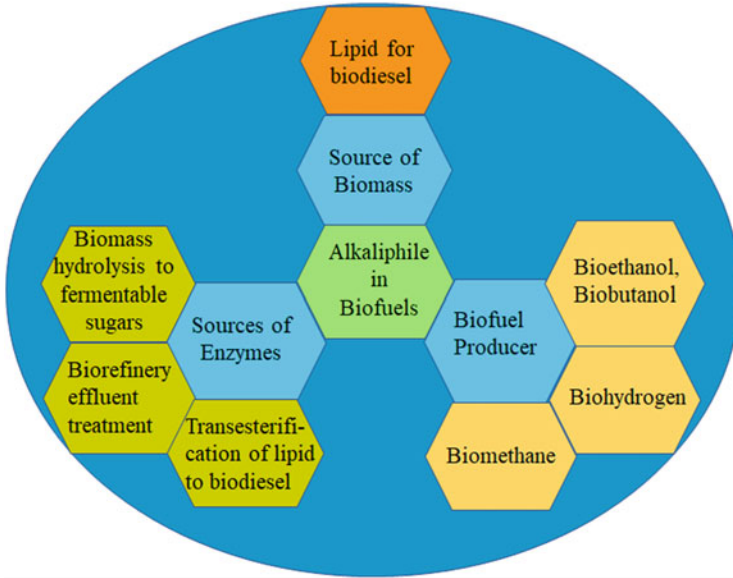 Lipid for
biodiesel
Source of
Biomass
Alkaliphile
in
Biofuels
Biomass
hydrolysis to
fermentable
sugars
Sources of
Enzymes
Biorefinery
effluent
treatment
Transesterifi-
cation of lipid
to biodiesel
Biofuel
Producer
Bioethanol,
Biobutanol
Biohydrogen
Biomethane